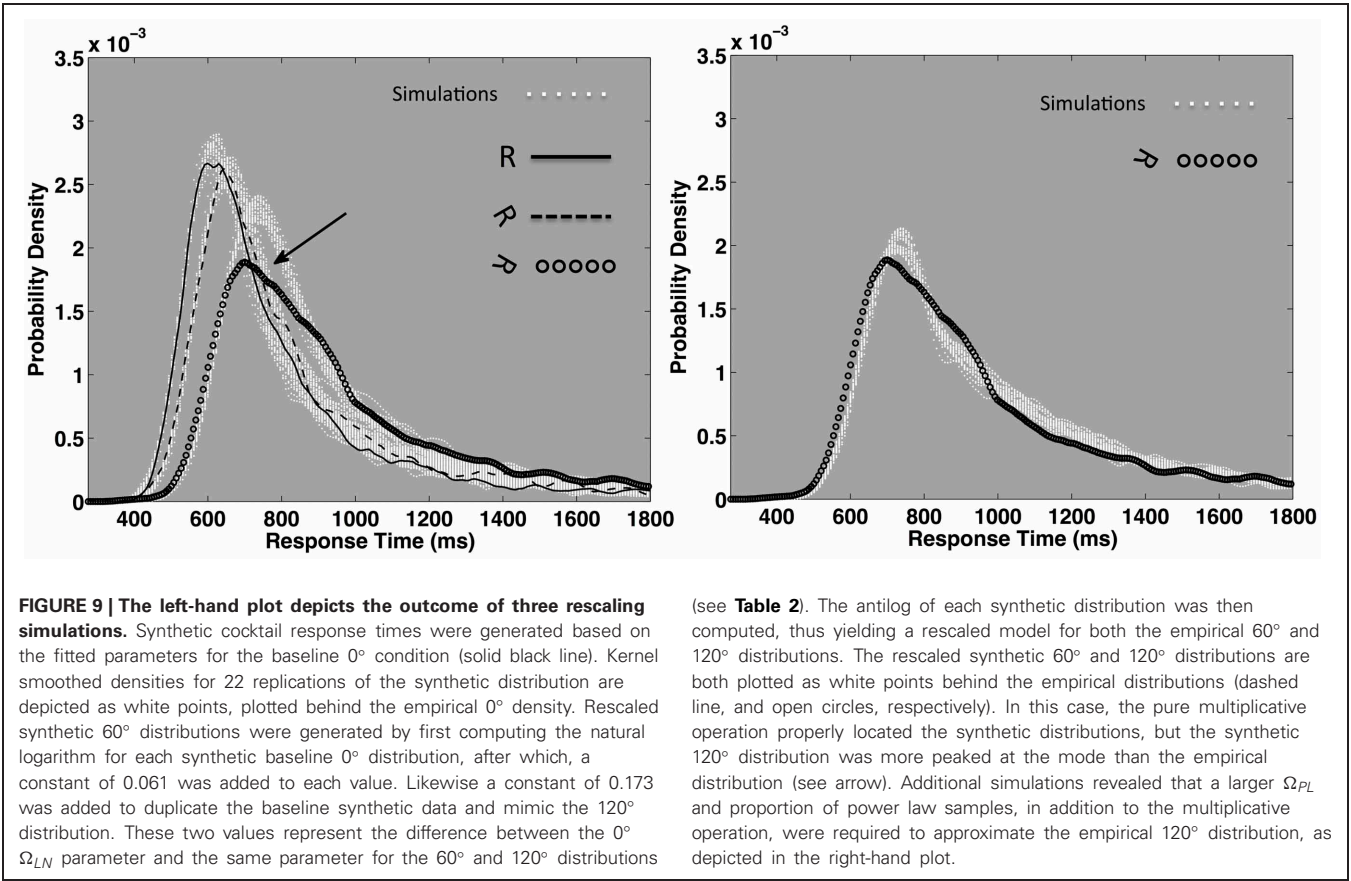 x 10⁻³
3.5
3
2.5
2
1.5
1
0.5
0
Probability Density
400 600 800 1000 1200 1400 1600 1800
Response Time (ms)
Simulations
R
R
R
x 10⁻³
3.5
3
2.5
2
1.5
1
0.5
0
Probability Density
400 600 800 1000 1200 1400 1600 1800
Response Time (ms)
Simulations
R
FIGURE 9 | The left-hand plot depicts the outcome of three rescaling
simulations. Synthetic cocktail response times were generated based on
the fitted parameters for the baseline 0° condition (solid black line). Kernel
smoothed densities for 22 replications of the synthetic distribution are
depicted as white points, plotted behind the empirical 0° density. Rescaled
synthetic 60° distributions were generated by first computing the natural
logarithm for each synthetic baseline 0° distribution, after which, a
constant of 0.061 was added to each value. Likewise a constant of 0.173
was added to duplicate the baseline synthetic data and mimic the 120°
distribution. These two values represent the difference between the 0°
Ω_LN parameter and the same parameter for the 60° and 120° distributions
(see Table 2). The antilog of each synthetic distribution was then
computed, thus yielding a rescaled model for both the empirical 60° and
120° distributions. The rescaled synthetic 60° and 120° distributions are
both plotted as white points behind the empirical distributions (dashed
line, and open circles, respectively). In this case, the pure multiplicative
operation properly located the synthetic distributions, but the synthetic
120° distribution was more peaked at the mode than the empirical
distribution (see arrow). Additional simulations revealed that a larger Ω_PL
and proportion of power law samples, in addition to the multiplicative
operation, were required to approximate the empirical 120° distribution, as
depicted in the right-hand plot.